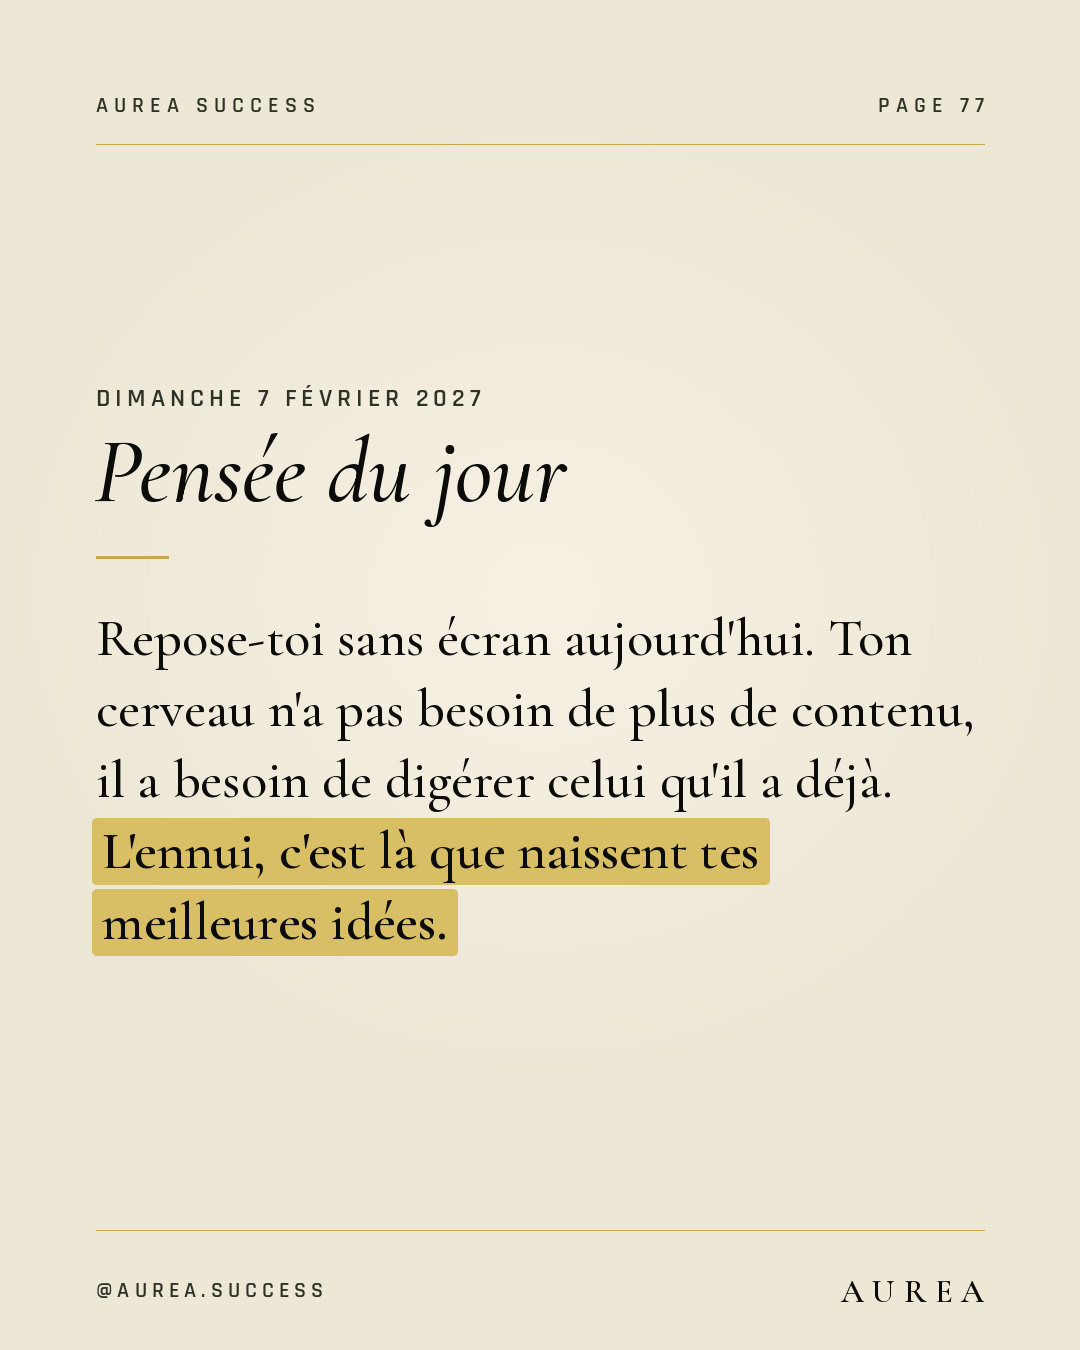 AUREA SUCCESS
PAGE 77
DIMANCHE 7 FÉVRIER 2027
Pensée du jour
Repose-toi sans écran aujourd'hui. Ton
cerveau n'a pas besoin de plus de contenu,
il a besoin de digérer celui qu'il a déjà.
L'ennui, c'est là que naissent tes
meilleures idées.
@AUREA.SUCCESS
AUREA